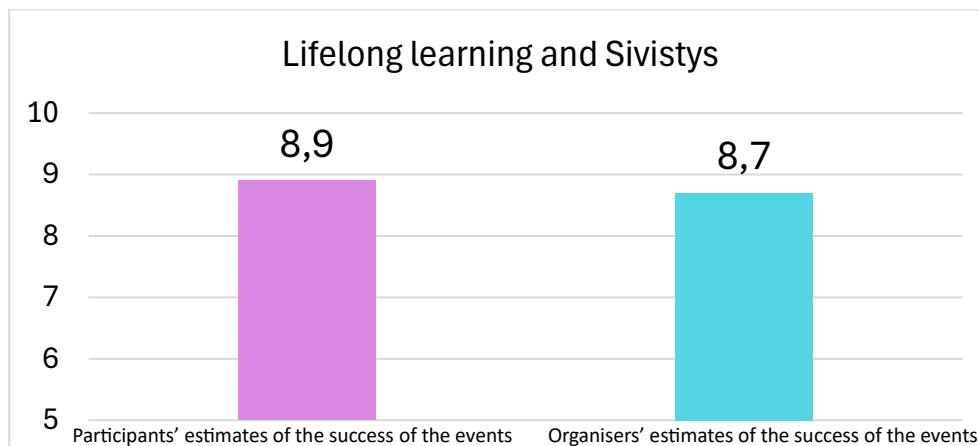 Lifelong learning and Sivistys
10
9
8
7
6
5
8,9
8,7
Participants’ estimates of the success of the events
Organisers’ estimates of the success of the events